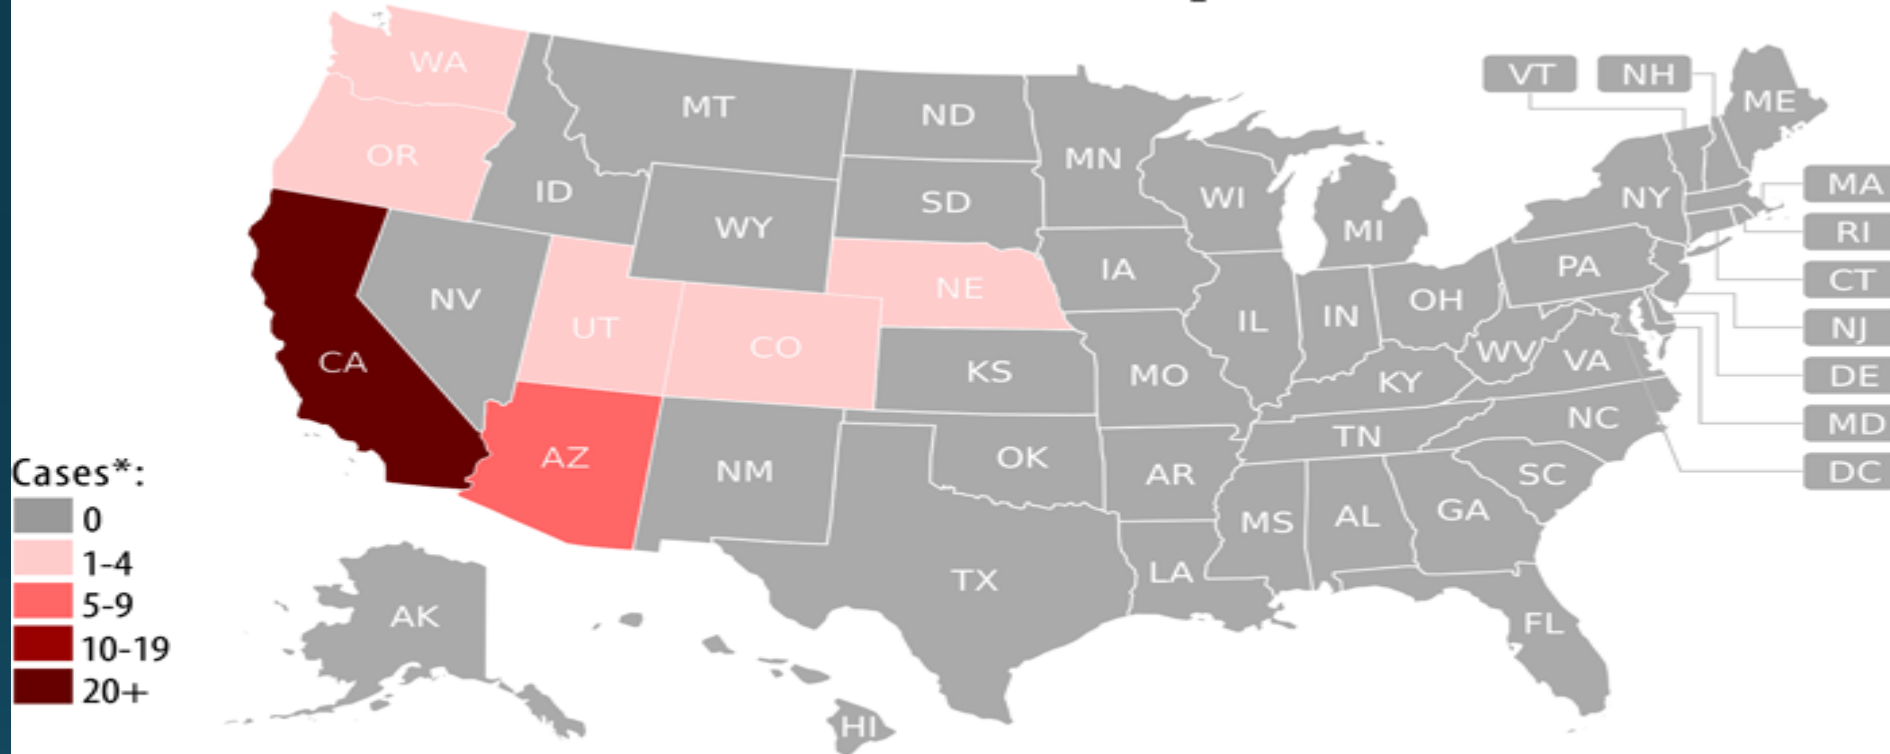 WA
MT
ND
MN
OR
ID
SD
WI
MI
NY
ME
VT
NH
MA
RI
CT
NJ
DE
MD
DC
WY
IA
NE
PA
NV
UT
CO
IL
IN
OH
CA
KS
MO
WV
VA
KY
NC
TN
AZ
NM
OK
AR
SC
MS
AL
GA
TX
LA
FL
AK
HI
Cases*:
0
1-4
5-9
10-19
20+